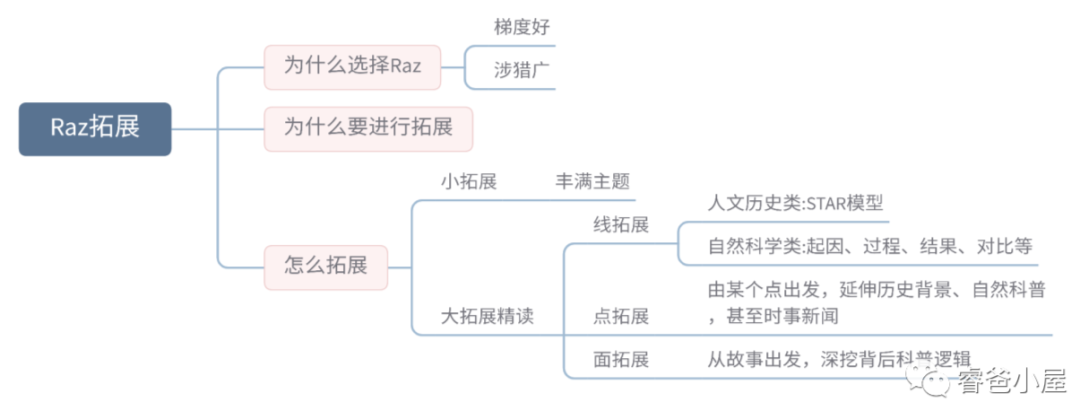 Raz拓展
为什么选择Raz
梯度好
涉猎广
为什么要进行拓展
怎么拓展
小拓展
丰满主题
大拓展精读
线拓展
人文历史类:STAR模型
自然科学类:起因、过程、结果、对比等
点拓展
由某个点出发，延伸历史背景、自然科普
，甚至时事新闻
面拓展
从故事出发，深挖背后科普逻辑
睿爸小屋